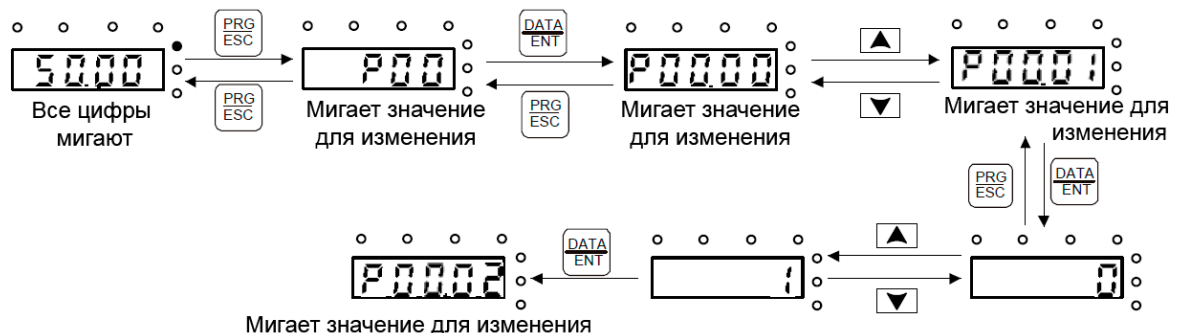 PRG
ESC
DATA
ENT
50.00
P00
P00.00
P00.01
PRG
ESC
PRG
ESC
Все цифры
мигают
Мигает значение
для изменения
Мигает значение
для изменения
Мигает значение для
изменения
PRG
ESC
DATA
ENT
DATA
ENT
P00.02
1
0
Мигает значение для изменения